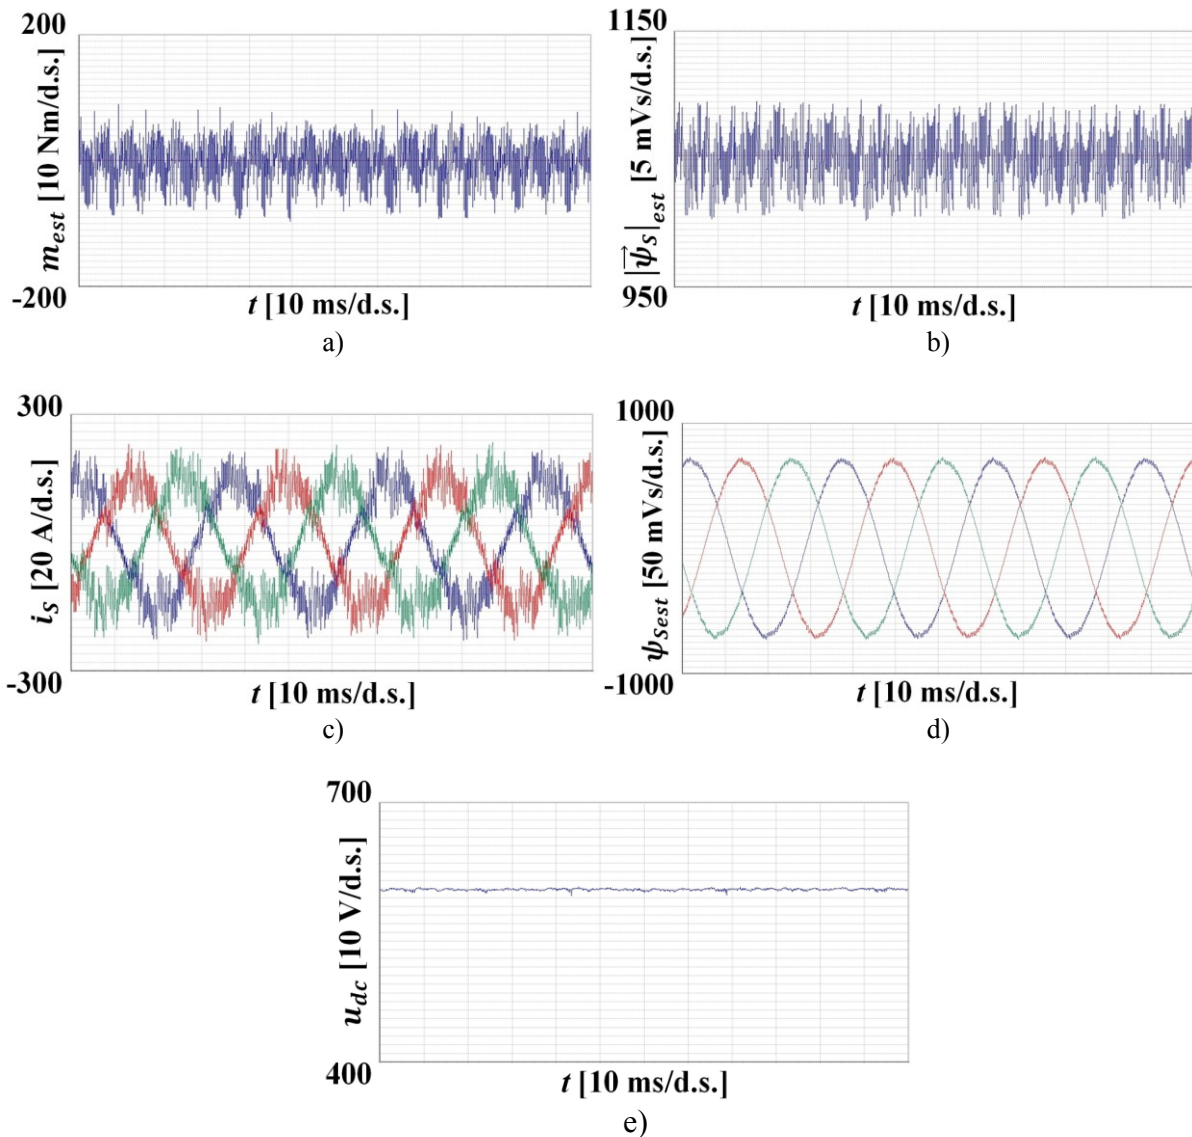 200
m_est [10 Nm/d.s.]
-200
t [10 ms/d.s.]
a)
1150
|ψ⃗_S|_est [5 mVs/d.s.]
950
t [10 ms/d.s.]
b)
300
i_S [20 A/d.s.]
-300
t [10 ms/d.s.]
c)
1000
ψ_Sest [50 mVs/d.s.]
-1000
t [10 ms/d.s.]
d)
700
u_dc [10 V/d.s.]
400
t [10 ms/d.s.]
e)